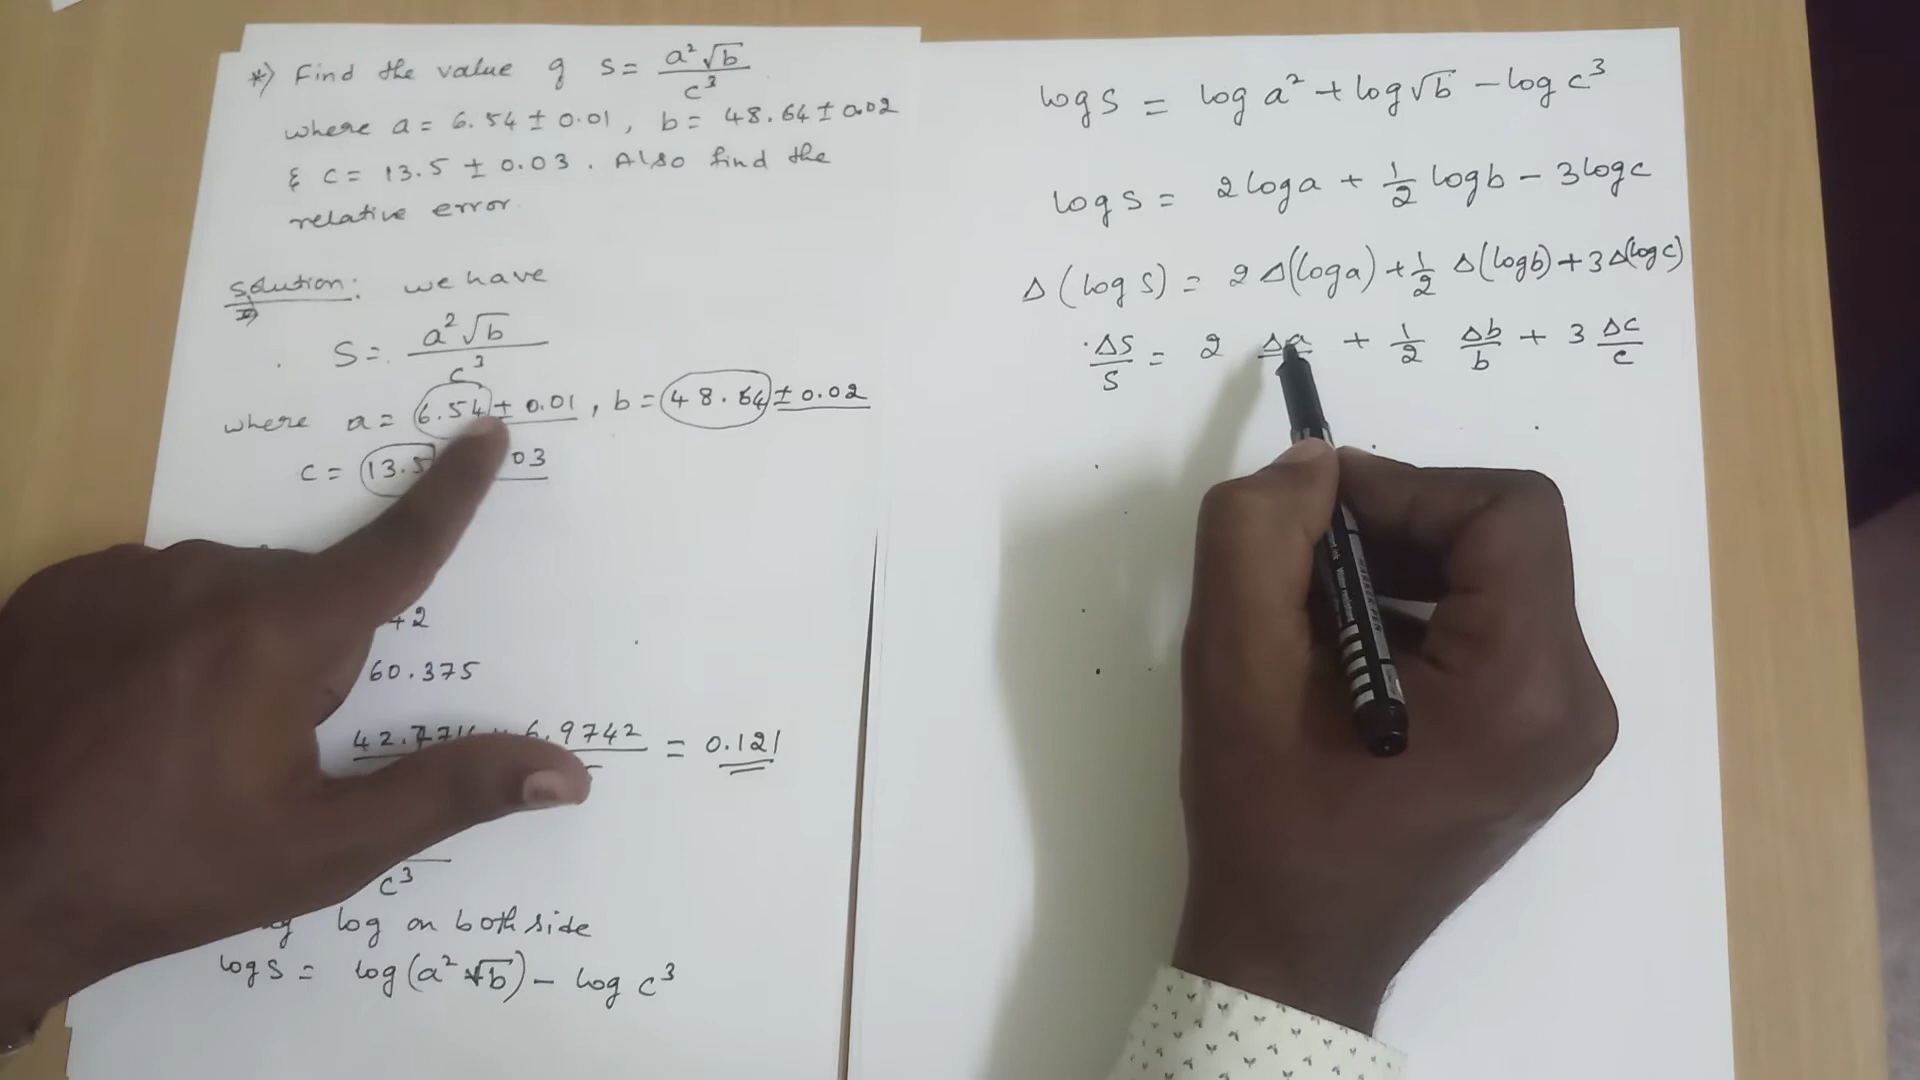 *) Find the value of S = a²√b / c³
where a = 6.54 ± 0.01, b = 48.64 ± 0.02
& c = 13.5 ± 0.03. Also find the
relative error.
Solution: we have
S = a²√b / c³
where a = 6.54 ± 0.01, b = 48.64 ± 0.02
c = 13.5 03
42
60.375
6.9742 = 0.121
c³
log on both side
log s = log(a² √b) - log c³
log s = log a² + log √b - log c³
log s = 2 log a + 1/2 log b - 3 log c
Δ(log s) = 2 Δ(log a) + 1/2 Δ(log b) + 3 Δ(log c)
ΔS/S = 2 Δa + 1/2 Δb/b + 3 Δc/c